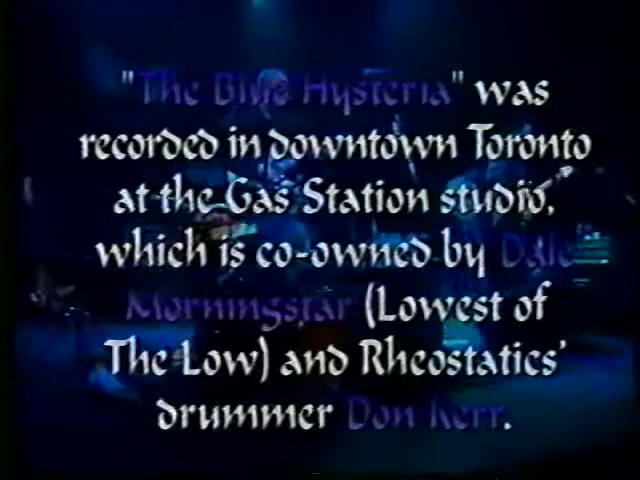 "The Blue Hysteria" was
recorded in downtown Toronto
at the Gas Station studio,
which is co-owned by Dale
Morningstar (Lowest of
The Low) and Rheostatics'
drummer Don Kerr.